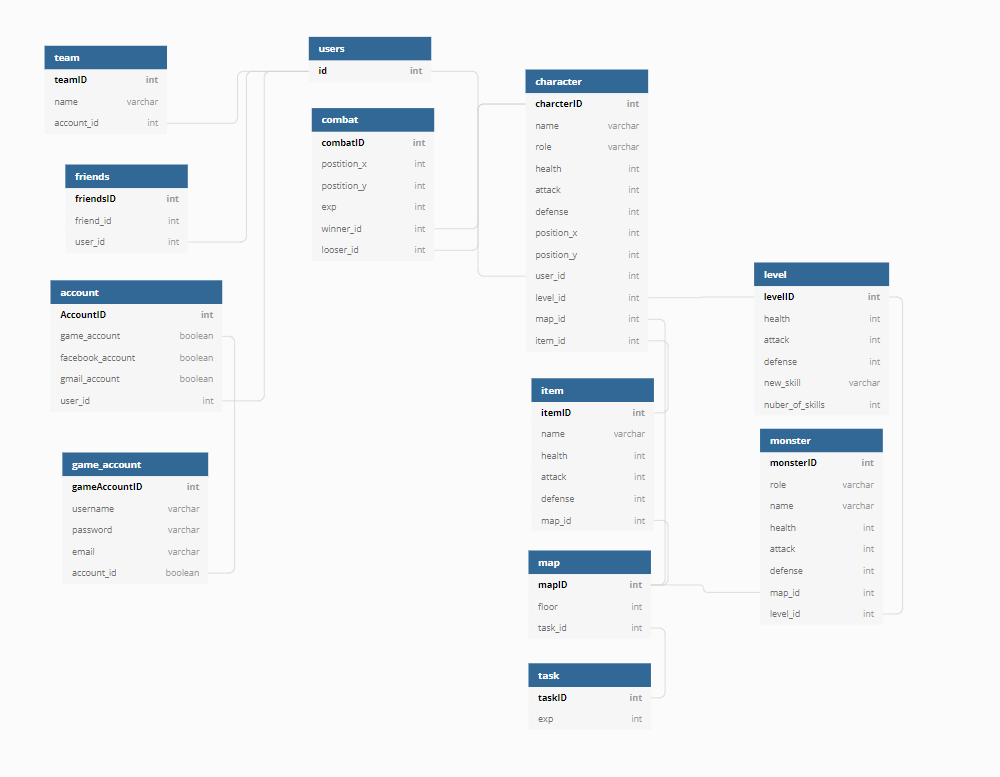 team
teamID int
name varchar
account_id int
friends
friendsID int
friend_id int
user_id int
account
AccountID int
game_account boolean
facebook_account boolean
gmail_account boolean
user_id int
game_account
gameAccountID int
username varchar
password varchar
email varchar
account_id boolean
users
id int
combat
combatID int
postition_x int
postition_y int
exp int
winner_id int
looser_id int
character
charcterID int
name varchar
role varchar
health int
attack int
defense int
position_x int
position_y int
user_id int
level_id int
map_id int
item_id int
item
itemID int
name varchar
health int
attack int
defense int
map_id int
map
mapID int
floor int
task_id int
task
taskID int
exp int
level
levelID int
health int
attack int
defense int
new_skill varchar
nuber_of_skills int
monster
monsterID int
role varchar
name varchar
health int
attack int
defense int
map_id int
level_id int